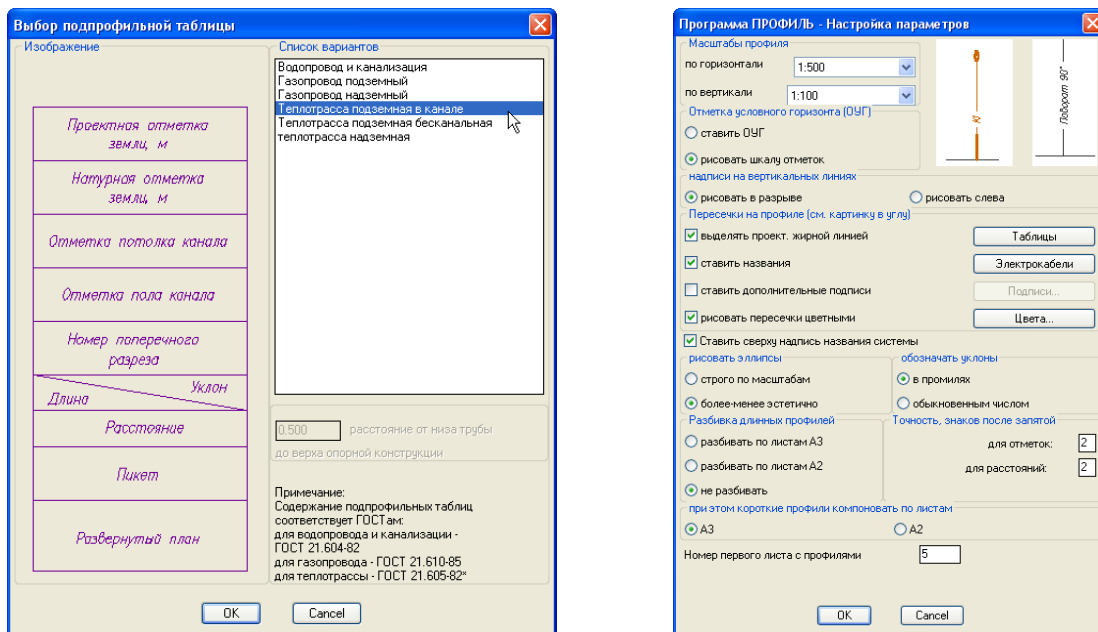 Выбор подпрофильной таблицы
Изображение
Проектная отметка
земли, м
Натурная отметка
земли, м
Отметка потолка канала
Отметка пола канала
Номер поперечного
разреза
Уклон
Длина
Расстояние
Пикет
Развернутый план
Список вариантов
Водопровод и канализация
Газопровод подземный
Газопровод надземный
Теплотрасса подземная в канале
Теплотрасса подземная бесканальная
теплотрасса надземная
0.500 расстояние от низа трубы
до верха опорной конструкции
Примечание:
Содержание подпрофильных таблиц
соответствует ГОСТам:
для водопровода и канализации -
ГОСТ 21.604-82
для газопровода - ГОСТ 21.610-85
для теплотрассы - ГОСТ 21.605-82*
OK Cancel
Программа ПРОФИЛЬ - Настройка параметров
Масштабы профиля
по горизонтали 1:500
по вертикали 1:100
К1
Поворот 90°
Отметка условного горизонта (ОУГ)
ставить ОУГ
рисовать шкалу отметок
надписи на вертикальных линиях
рисовать в разрыве рисовать слева
Пересечки на профиле (см. картинку в углу)
выделять проект. жирной линией Таблицы
ставить названия Электрокабели
ставить дополнительные подписи Подписи...
рисовать пересечки цветными Цвета...
Ставить сверху надпись названия системы
рисовать эллипсы обозначать уклоны
строго по масштабам в промилях
более-менее эстетично обыкновенным числом
Разбивка длинных профилей Точность, знаков после запятой
разбивать по листам А3 для отметок: 2
разбивать по листам А2 для расстояний: 2
не разбивать
при этом короткие профили компоновать по листам
А3 А2
Номер первого листа с профилями 5
OK Cancel